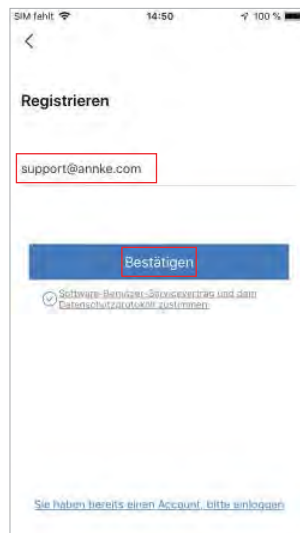 SIM fehlt 14:50 100 %
Registrieren
support@annke.com
Bestätigen
Software-Benutzer-Servicevertrag und dem
Datenschutzprotokoll zustimmen
Sie haben bereits einen Account, bitte einloggen